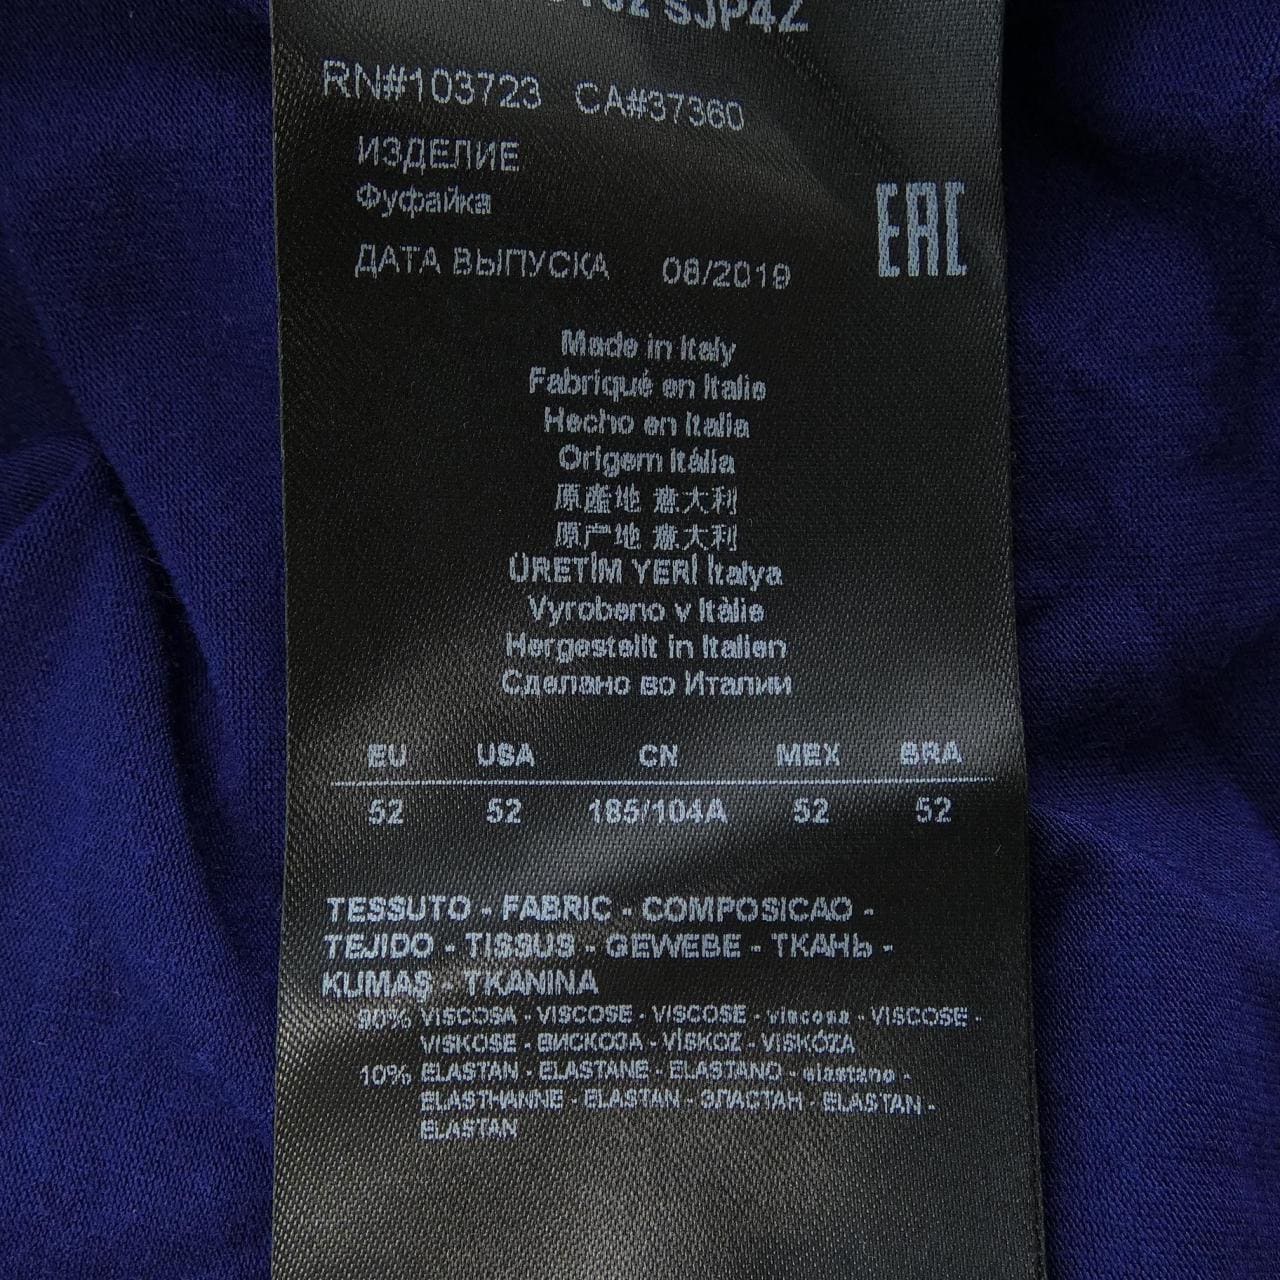 SJP4Z
RN#103723 CA#37360
ИЗДЕЛИЕ
Фуфайка
ДАТА ВЫПУСКА 08/2019
EAC
Made in Italy
Fabriqué en Italie
Hecho en Italia
Origem Itália
原産地 意大利
原产地 意大利
ÜRETİM YERİ İtalya
Vyrobeno v Itàlie
Hergestellt in Italien
Сделано во Италии
EU USA CN MEX BRA
52 52 185/104A 52 52
TESSUTO - FABRIC - COMPOSICAO -
TEJIDO - TISSUS - GEWEBE - ТКАНЬ -
KUMAŞ - TKANINA
90% VISCOSA - VISCOSE - VISCOSE - viscosa - VISCOSE -
VISKOSE - ВИСКОЗА - VİSKOZ - VISKÓZA
10% ELASTAN - ELASTANE - ELASTANO - elastano -
ELASTHANNE - ELASTAN - ЭЛАСТАН - ELASTAN -
ELASTAN